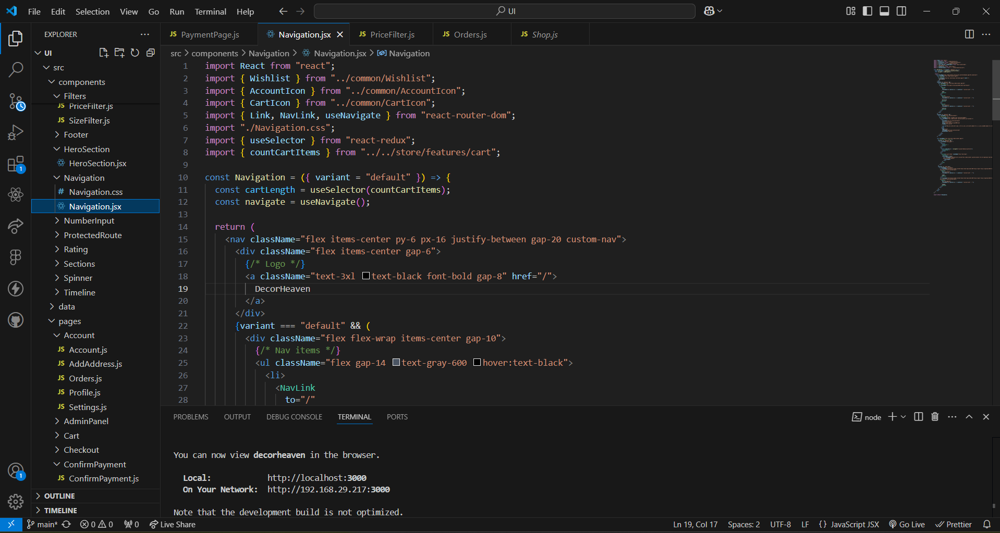 File Edit Selection View Go Run Terminal Help
UI
EXPLORER
UI
src
components
Filters
JS PriceFilter.js
JS SizeFilter.js
Footer
HeroSection
HeroSection.jsx
Navigation
# Navigation.css
Navigation.jsx
NumberInput
ProtectedRoute
Rating
Sections
Spinner
Timeline
data
pages
Account
JS Account.js
JS AddAddress.js
JS Orders.js
JS Profile.js
JS Settings.js
AdminPanel
Cart
Checkout
ConfirmPayment
JS ConfirmPayment.js
OUTLINE
TIMELINE
1
1
JS PaymentPage.js
Navigation.jsx
JS PriceFilter.js
JS Orders.js
JS Shop.js
src > components > Navigation > Navigation.jsx > Navigation
1 import React from "react";
2 import { Wishlist } from "../common/Wishlist";
3 import { AccountIcon } from "../common/AccountIcon";
4 import { CartIcon } from "../common/CartIcon";
5 import { Link, NavLink, useNavigate } from "react-router-dom";
6 import "./Navigation.css";
7 import { useSelector } from "react-redux";
8 import { countCartItems } from "../../store/features/cart";
9
10 const Navigation = ({ variant = "default" }) => {
11 const cartLength = useSelector(countCartItems);
12 const navigate = useNavigate();
13
14 return (
15 <nav className="flex items-center py-6 px-16 justify-between gap-20 custom-nav">
16 <div className="flex items-center gap-6">
17 {/* Logo */}
18 <a className="text-3xl text-black font-bold gap-8" href="/">
19 DecorHeaven
20 </a>
21 </div>
22 {variant === "default" && (
23 <div className="flex flex-wrap items-center gap-10">
24 {/* Nav items */}
25 <ul className="flex gap-14 text-gray-600 hover:text-black">
26 <li>
27 <NavLink
28 to="/"
PROBLEMS OUTPUT DEBUG CONSOLE TERMINAL PORTS
node
You can now view decorheaven in the browser.
Local: http://localhost:3000
On Your Network: http://192.168.29.217:3000
Note that the development build is not optimized.
main* 0 0 0 Live Share
Ln 19, Col 17 Spaces: 2 UTF-8 LF {} JavaScript JSX Go Live Prettier